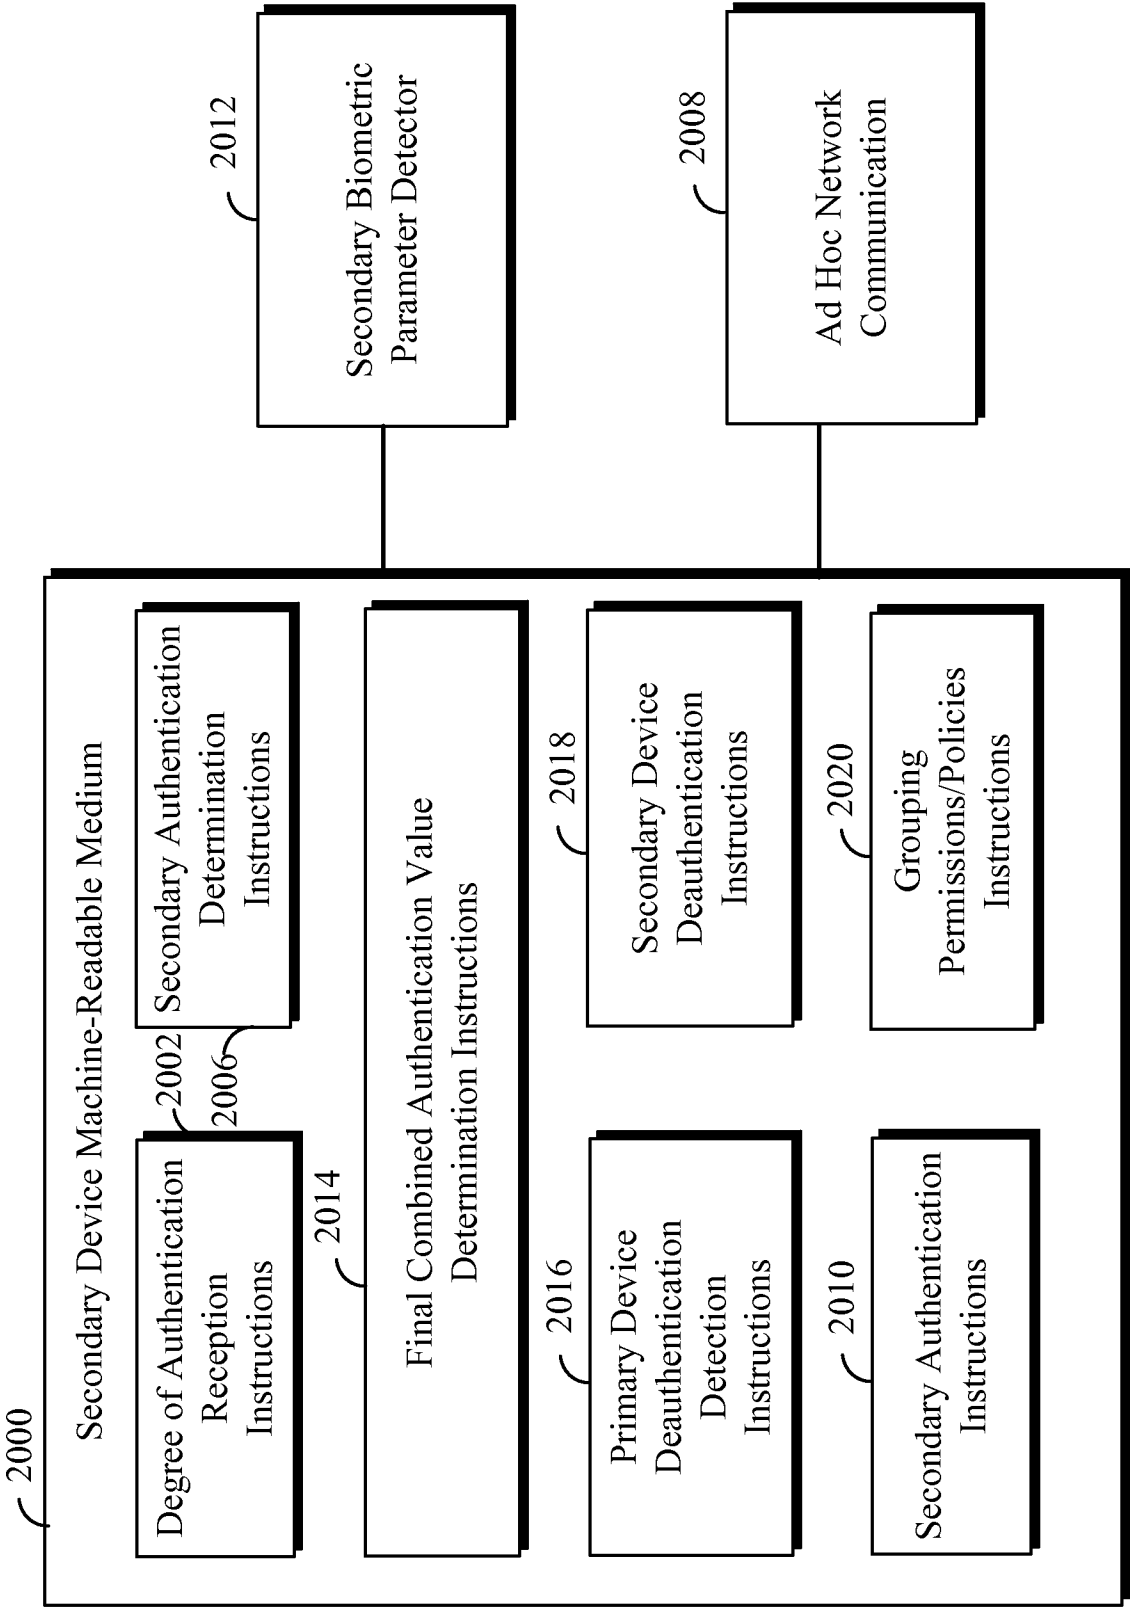 2000
Secondary Device Machine-Readable Medium
2002
Degree of Authentication
Reception
Instructions
2006
Secondary Authentication
Determination
Instructions
2014
Final Combined Authentication Value
Determination Instructions
2016
Primary Device
Deauthentication
Detection
Instructions
2018
Secondary Device
Deauthentication
Instructions
2010
Secondary Authentication
Instructions
2020
Grouping
Permissions/Policies
Instructions
2012
Secondary Biometric
Parameter Detector
2008
Ad Hoc Network
Communication